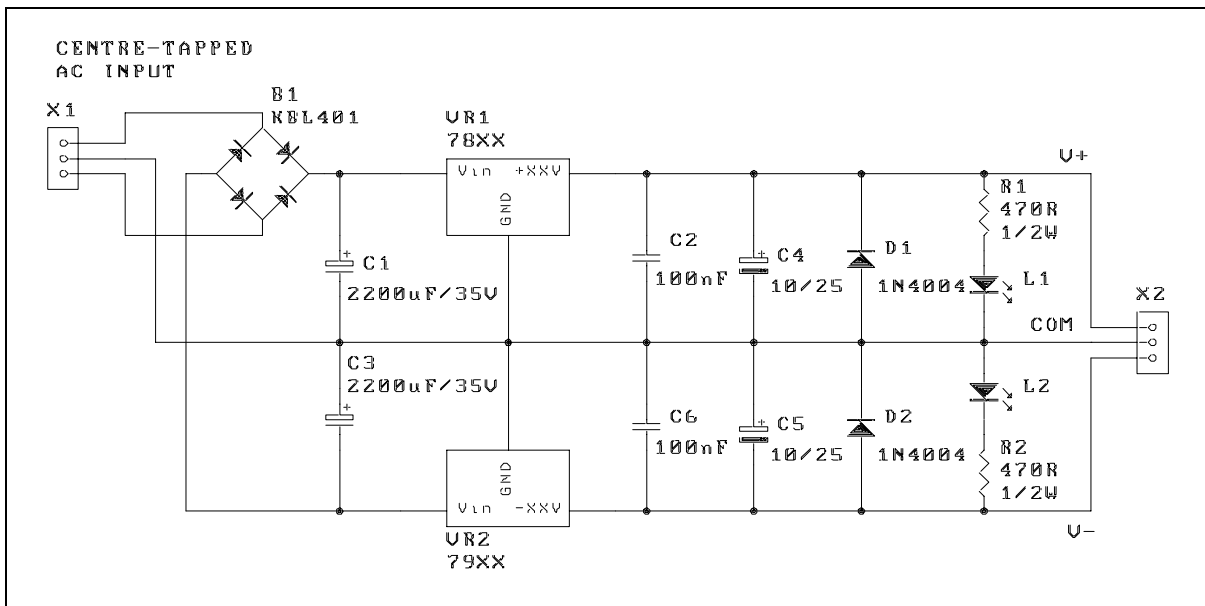 CENTRE-TAPPED
AC INPUT
X1
B1
KBL401
VR1
78XX
Vin +XXV
GND
V+
R1
470R
1/2W
C1
2200uF/35V
C2
100nF
C4
10/25
D1
1N4004
L1
X2
COM
C3
2200uF/35V
L2
C6
100nF
C5
10/25
D2
1N4004
R2
470R
1/2W
GND
Vin -XXV
VR2
79XX
V-